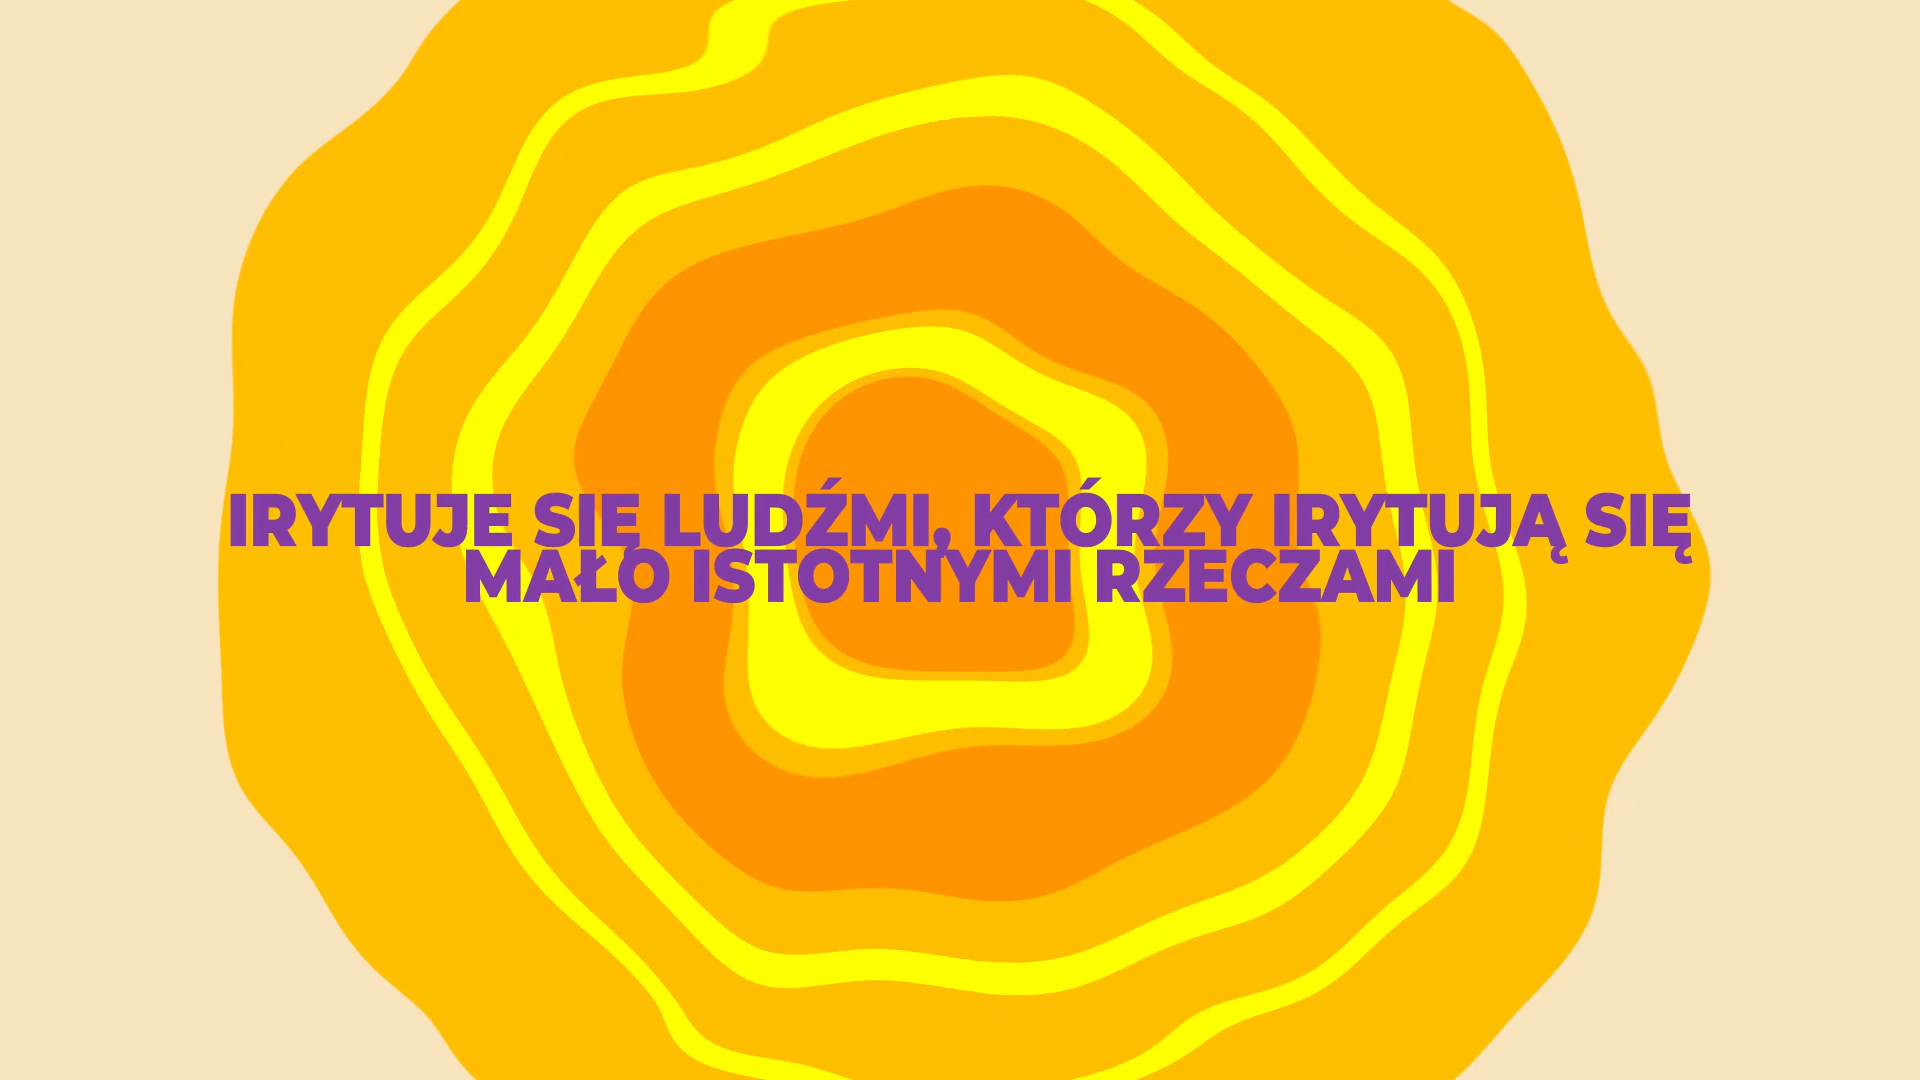 IRYTUJE SIĘ LUDŹMI, KTÓRZY IRYTUJĄ SIĘ
MAŁO ISTOTNYMI RZECZAMI